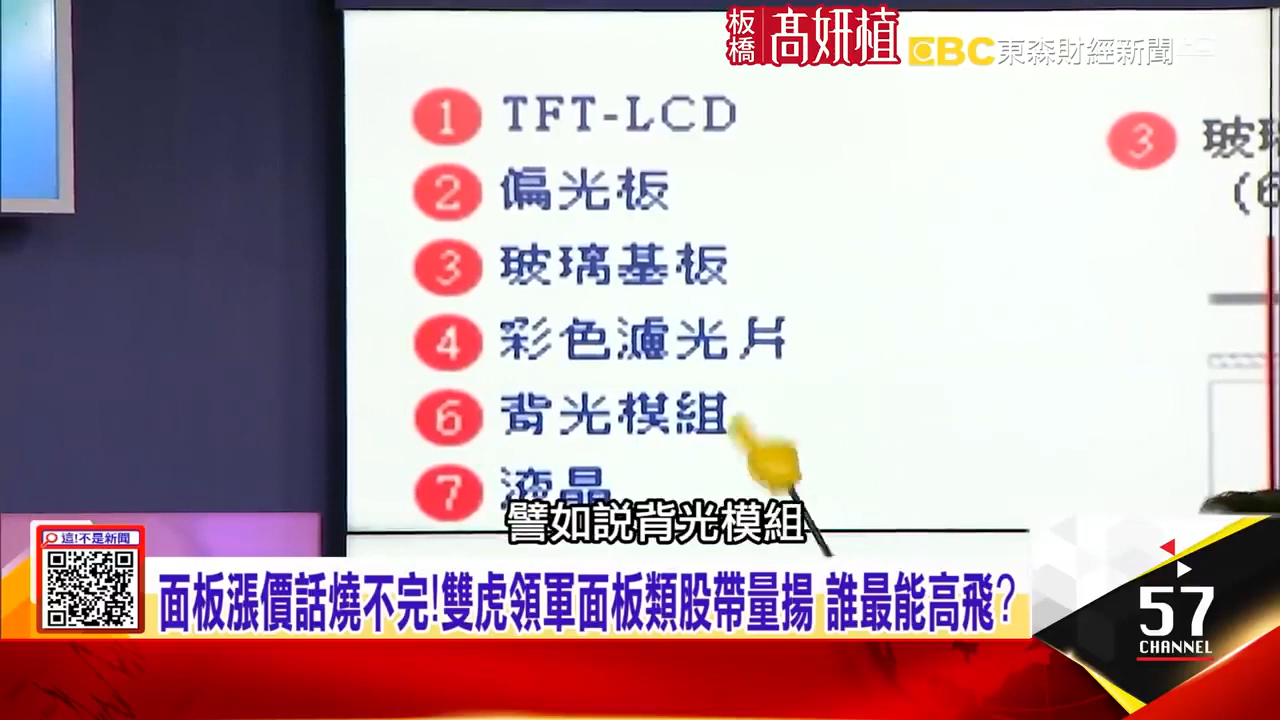 板橋 高妍植
EBC 東森財經新聞
1 TFT-LCD
2 偏光板
3 玻璃基板
4 彩色濾光片
6 背光模組
7 液晶
3 玻璃
(6
譬如説背光模組
這!不是新聞
面板漲價話燒不完!雙虎領軍面板類股帶量揚 誰最能高飛?
57
CHANNEL